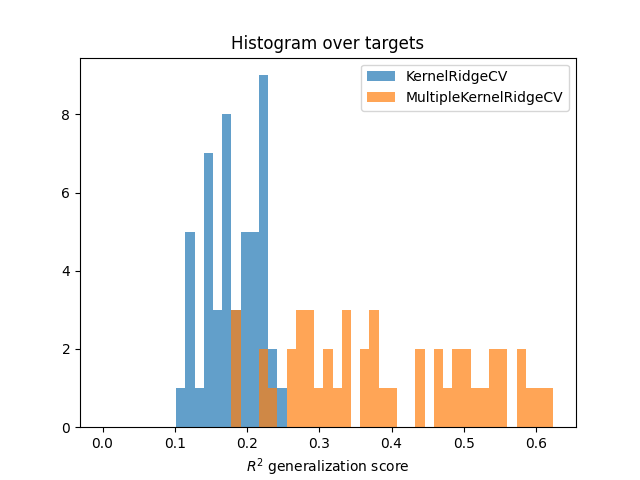 Histogram over targets
KernelRidgeCV
MultipleKernelRidgeCV
8
6
4
2
0
0.0 0.1 0.2 0.3 0.4 0.5 0.6
R² generalization score